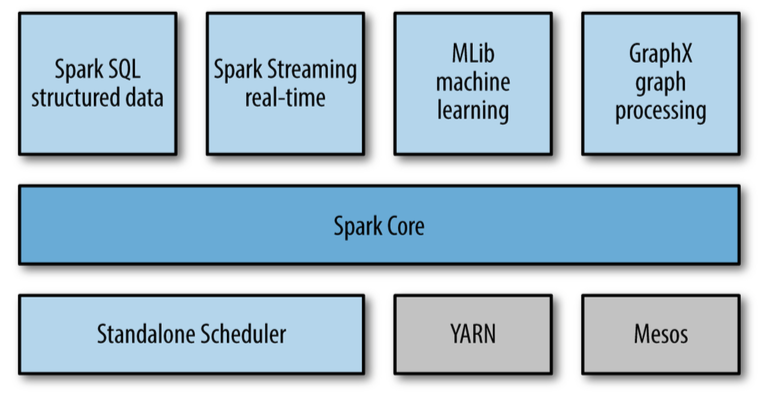 Spark SQL
structured data
Spark Streaming
real-time
MLib
machine
learning
GraphX
graph
processing
Spark Core
Standalone Scheduler
YARN
Mesos